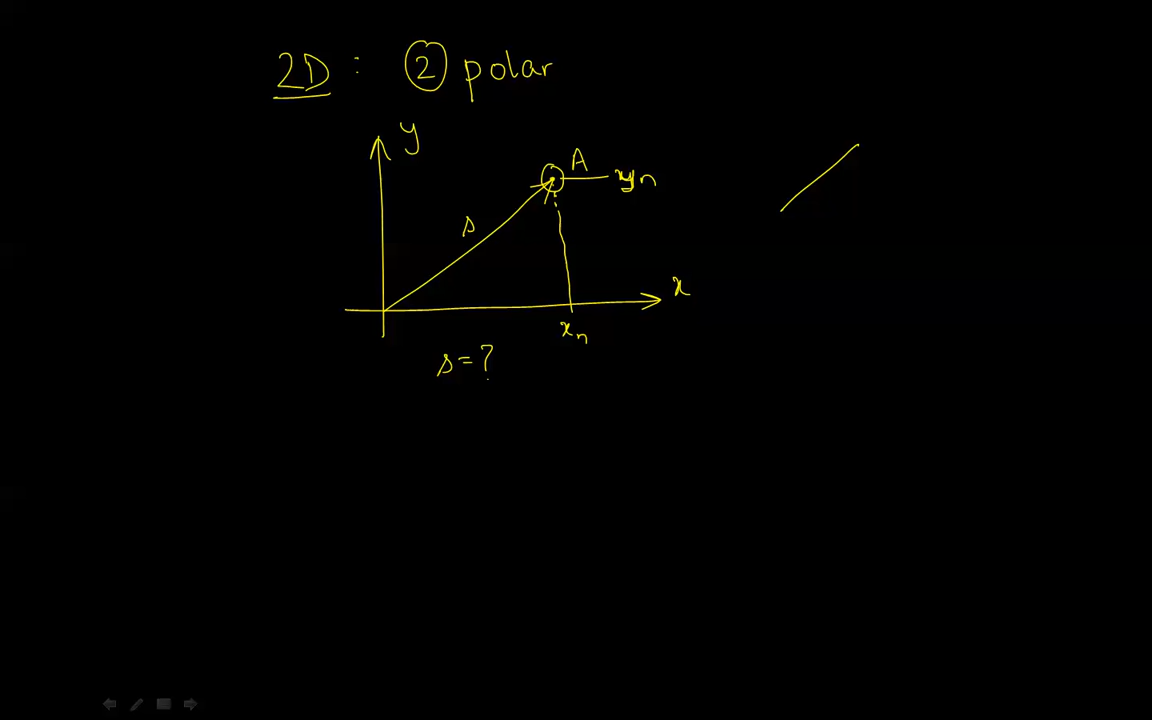 2D : ② polar
y
A
yn
s
x
xn
s = ?